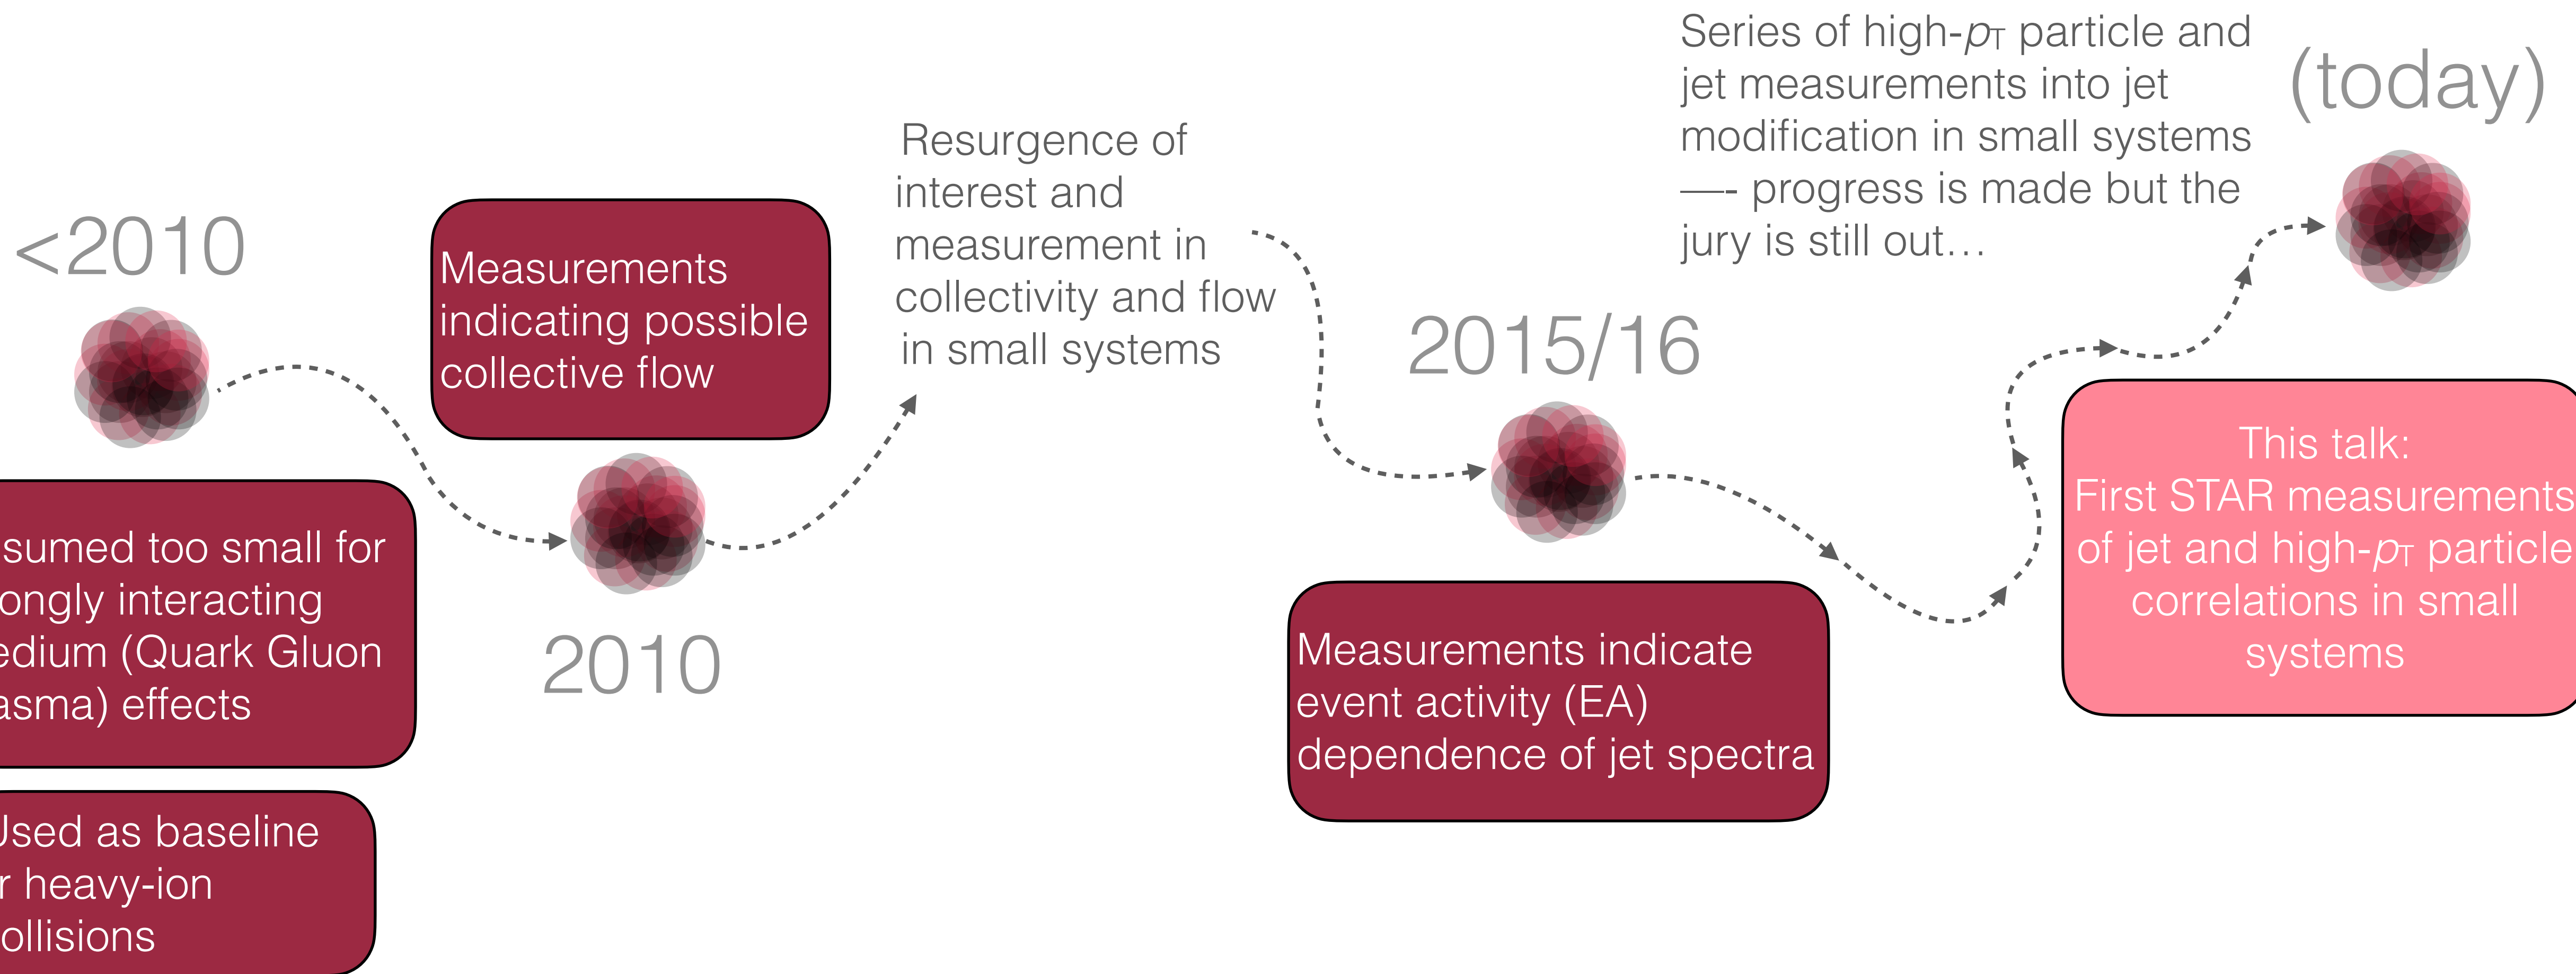 <2010
sumed too small for
ongly interacting
edium (Quark Gluon
asma) effects
Used as baseline
r heavy-ion
ollisions
Measurements
indicating possible
collective flow
2010
Resurgence of
interest and
measurement in
collectivity and flow
in small systems
2015/16
Measurements indicate
event activity (EA)
dependence of jet spectra
Series of high-pT particle and
jet measurements into jet
modification in small systems
—- progress is made but the
jury is still out…
(today)
This talk:
First STAR measurements
of jet and high-pT particle
correlations in small
systems